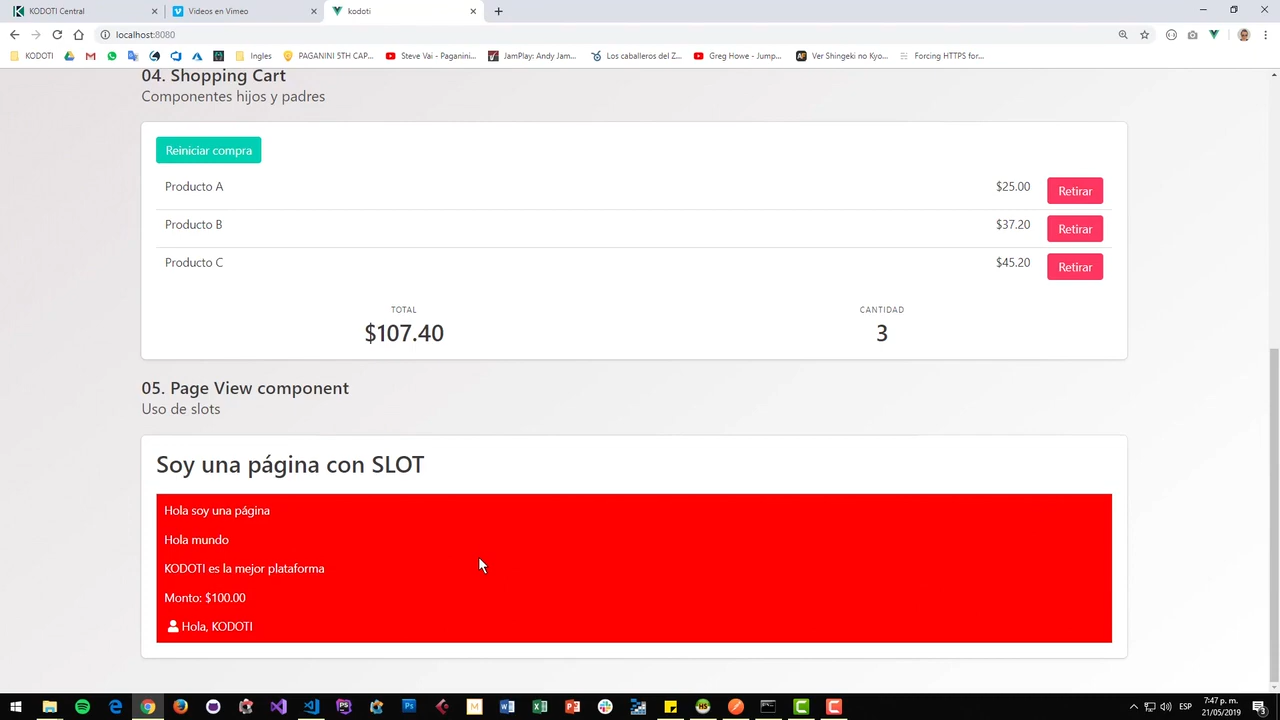 KODOTI Central
Videos en Vimeo
kodoti
localhost:8080
KODOTI
Ingles
PAGANINI 5TH CAP...
Steve Vai - Paganini...
JamPlay: Andy Jam...
Los caballeros del Z...
Greg Howe - Jump...
Ver Shingeki no Kyo...
Forcing HTTPS for...
04. Shopping Cart
Componentes hijos y padres
Reiniciar compra
Producto A $25.00 Retirar
Producto B $37.20 Retirar
Producto C $45.20 Retirar
TOTAL CANTIDAD
$107.40 3
05. Page View component
Uso de slots
Soy una página con SLOT
Hola soy una página
Hola mundo
KODOTI es la mejor plataforma
Monto: $100.00
Hola, KODOTI
ESP
7:47 p. m.
21/05/2019